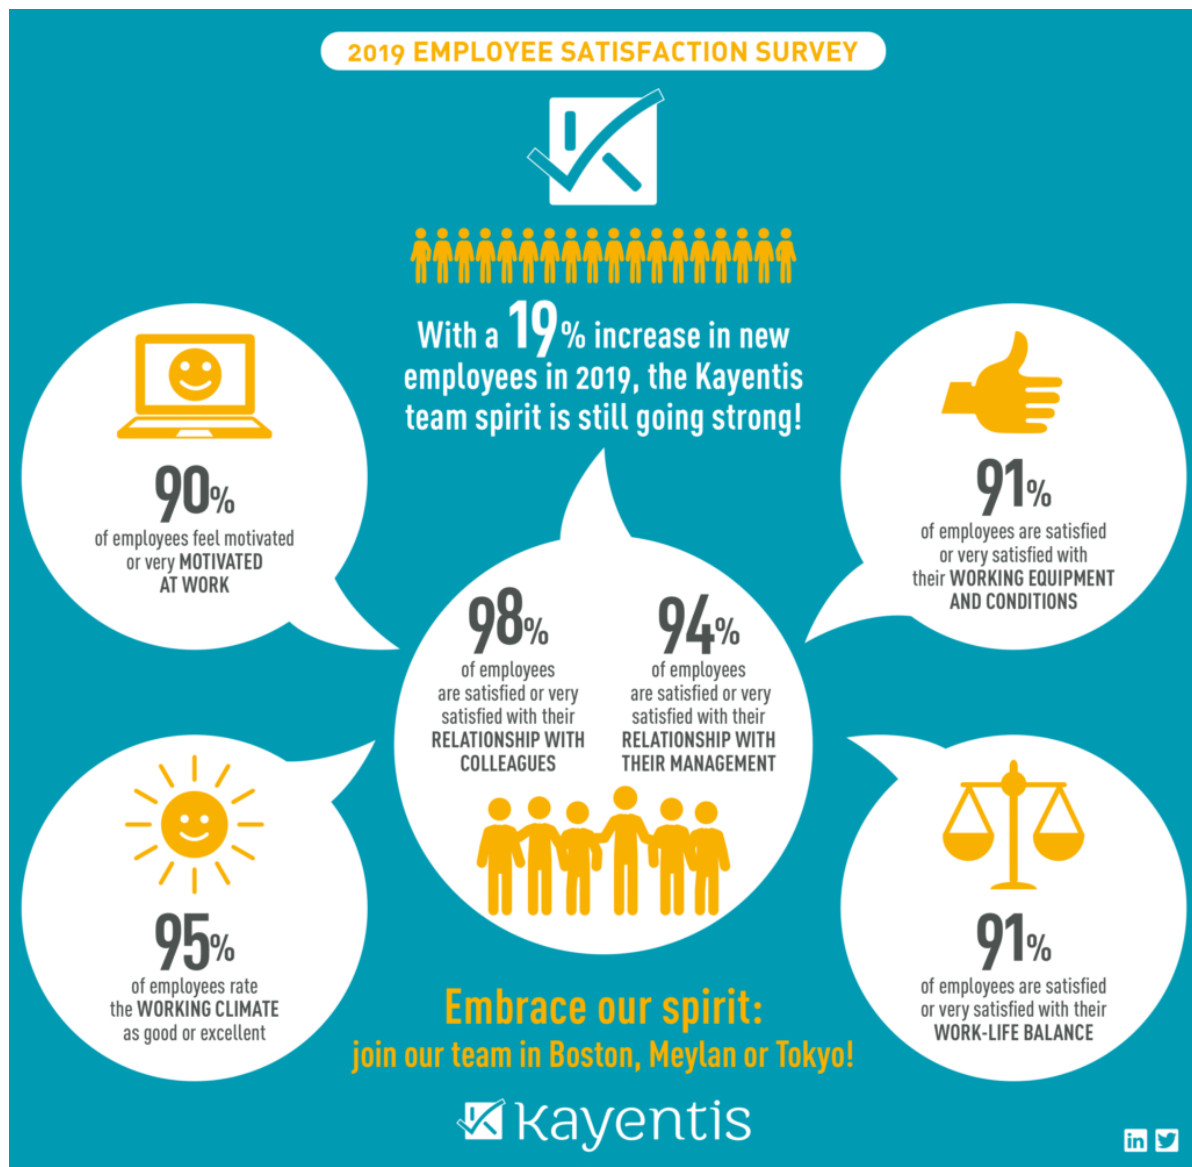 2019 EMPLOYEE SATISFACTION SURVEY
With a 19% increase in new
employees in 2019, the Kayentis
team spirit is still going strong!
90%
of employees feel motivated
or very MOTIVATED
AT WORK
91%
of employees are satisfied
or very satisfied with
their WORKING EQUIPMENT
AND CONDITIONS
98%
of employees
are satisfied or very
satisfied with their
RELATIONSHIP WITH
COLLEAGUES
94%
of employees
are satisfied or very
satisfied with their
RELATIONSHIP WITH
THEIR MANAGEMENT
95%
of employees rate
the WORKING CLIMATE
as good or excellent
91%
of employees are satisfied
or very satisfied with their
WORK-LIFE BALANCE
Embrace our spirit:
join our team in Boston, Meylan or Tokyo!
Kayentis
in